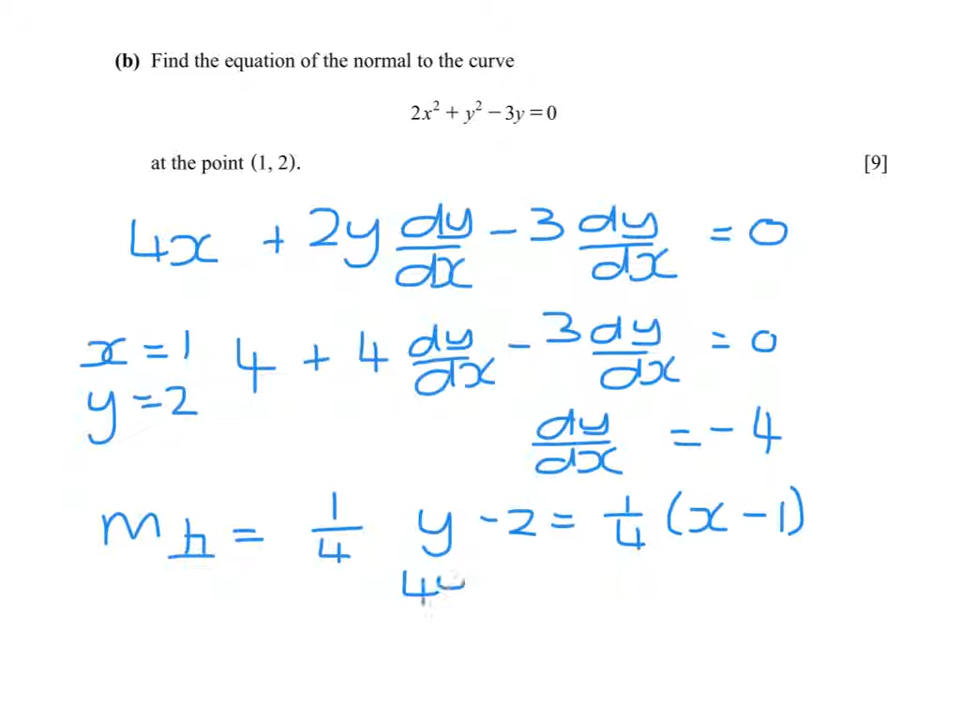 (b) Find the equation of the normal to the curve
2x² + y² − 3y = 0
at the point (1, 2). [9]
4x + 2y dy/dx − 3 dy/dx = 0
x = 1 4 + 4 dy/dx − 3 dy/dx = 0
y = 2
dy/dx = −4
m n = 1/4 y − 2 = 1/4 (x − 1)
4